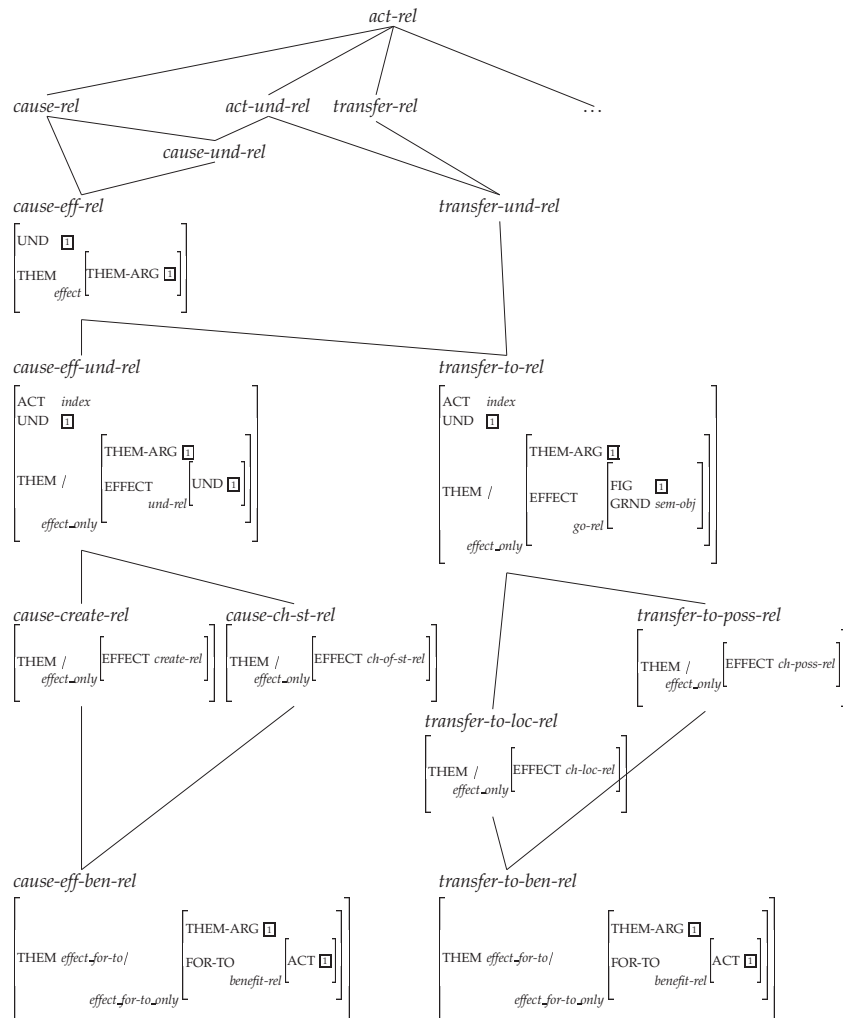 act-rel
cause-rel act-und-rel transfer-rel ...
cause-und-rel
cause-eff-rel transfer-und-rel
UND 1
THEM THEM-ARG 1
effect
cause-eff-und-rel transfer-to-rel
ACT index ACT index
UND 1 UND 1
THEM-ARG 1 THEM-ARG 1
THEM / EFFECT UND 1 THEM / EFFECT FIG 1
GRND sem-obj
und-rel go-rel
effect_only effect_only
cause-create-rel cause-ch-st-rel transfer-to-poss-rel
THEM / EFFECT create-rel THEM / EFFECT ch-of-st-rel THEM / EFFECT ch-poss-rel
effect_only effect_only effect_only
transfer-to-loc-rel
THEM / EFFECT ch-loc-rel
effect_only
cause-eff-ben-rel transfer-to-ben-rel
THEM-ARG 1 THEM-ARG 1
THEM effect_for-to/ FOR-TO ACT 1 THEM effect_for-to/ FOR-TO ACT 1
benefit-rel benefit-rel
effect_for-to_only effect_for-to_only